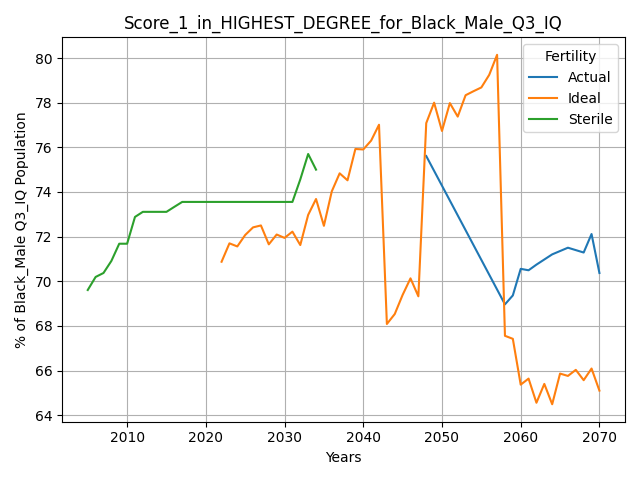 Score_1_in_HIGHEST_DEGREE_for_Black_Male_Q3_IQ
Fertility
Actual
Ideal
Sterile
% of Black_Male Q3_IQ Population
80
78
76
74
72
70
68
66
64
2010 2020 2030 2040 2050 2060 2070
Years